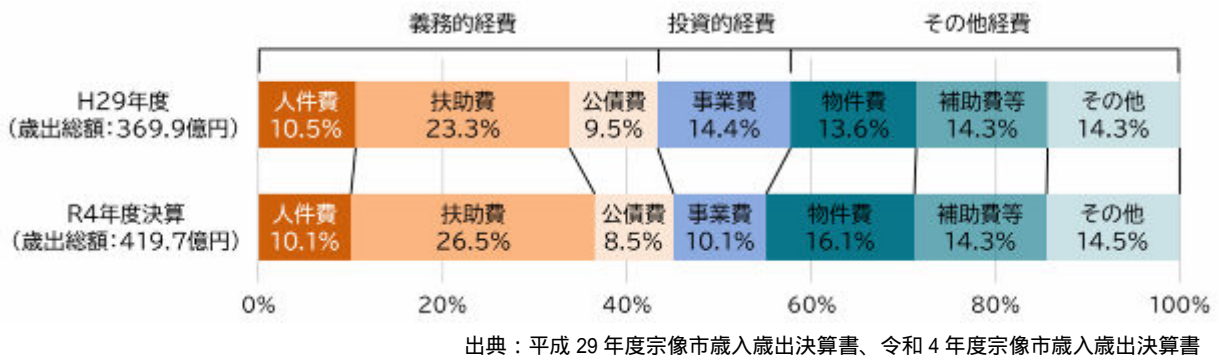 義務的経費 投資的経費 その他経費
H29年度
（歳出総額：369.9億円）
人件費 扶助費 公債費 事業費 物件費 補助費等 その他
10.5% 23.3% 9.5% 14.4% 13.6% 14.3% 14.3%
R4年度決算
（歳出総額：419.7億円）
人件費 扶助費 公債費 事業費 物件費 補助費等 その他
10.1% 26.5% 8.5% 10.1% 16.1% 14.3% 14.5%
0% 20% 40% 60% 80% 100%
出典：平成 29 年度宗像市歳入歳出決算書、令和 4 年度宗像市歳入歳出決算書